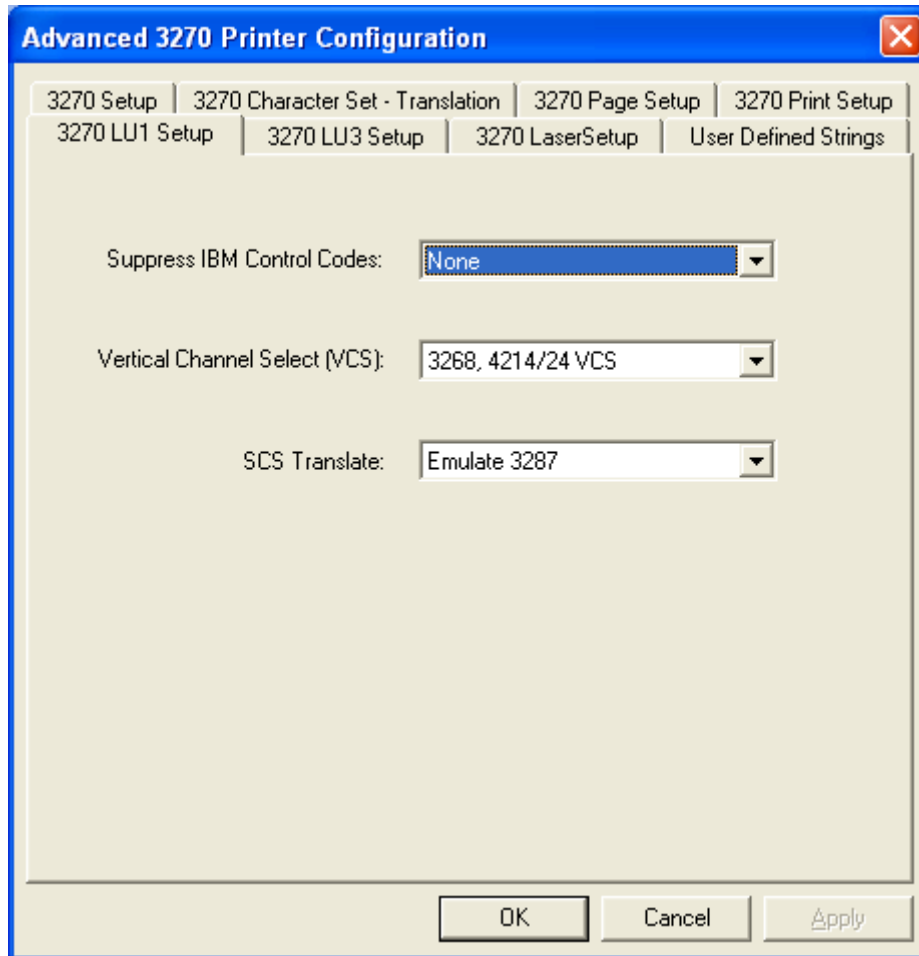 Advanced 3270 Printer Configuration
3270 Setup 3270 Character Set - Translation 3270 Page Setup 3270 Print Setup
3270 LU1 Setup 3270 LU3 Setup 3270 LaserSetup User Defined Strings
Suppress IBM Control Codes: None
Vertical Channel Select (VCS): 3268, 4214/24 VCS
SCS Translate: Emulate 3287
OK Cancel Apply